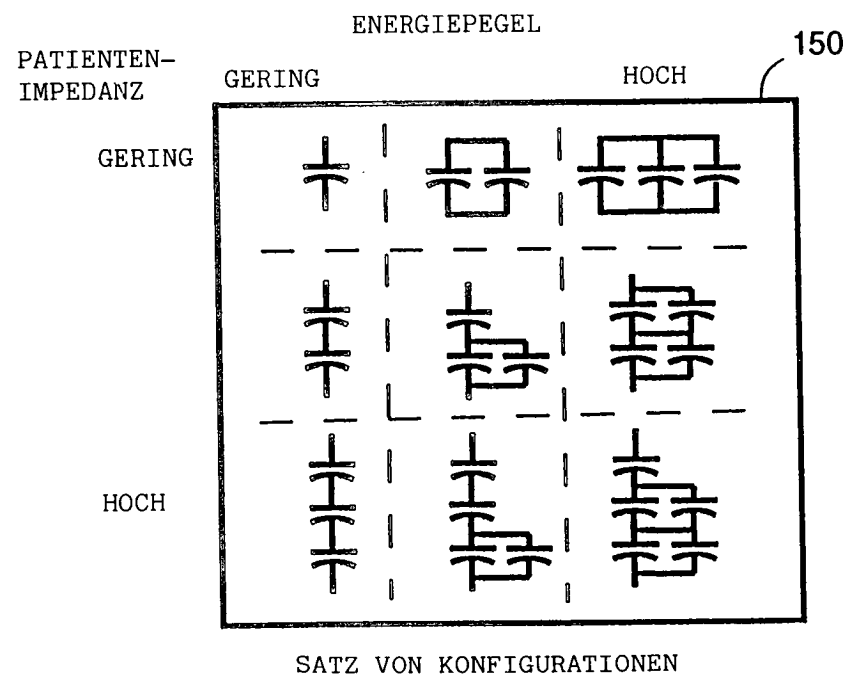 ENERGIEPEGEL
150
PATIENTEN-
IMPEDANZ
GERING
HOCH
GERING
HOCH
SATZ VON KONFIGURATIONEN